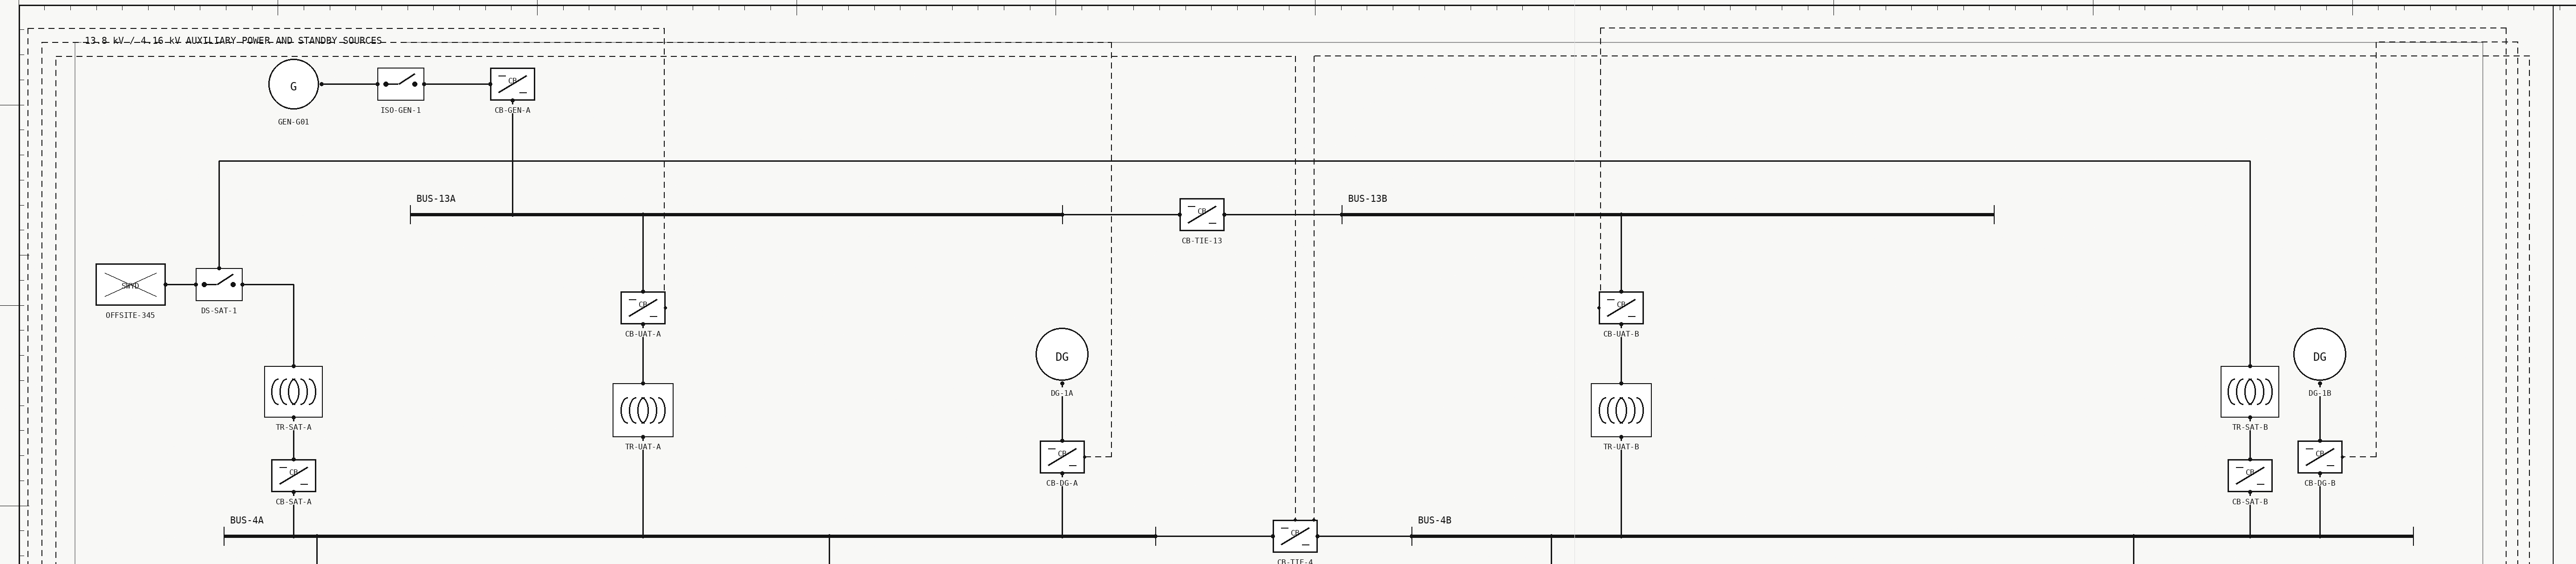 13.8 kV / 4.16 kV AUXILIARY POWER AND STANDBY SOURCES
G
CB
ISO-GEN-1
CB-GEN-A
GEN-G01
BUS-13A
BUS-13B
CB
CB-TIE-13
SWYD
OFFSITE-345
DS-SAT-1
CB
CB-UAT-A
CB
CB-UAT-B
DG
DG
DG-1A
DG-1B
TR-SAT-A
TR-SAT-B
TR-UAT-A
TR-UAT-B
CB
CB-DG-A
CB
CB-DG-B
CB
CB-SAT-A
CB
CB-SAT-B
BUS-4A
BUS-4B
CB
CB-TIE-4